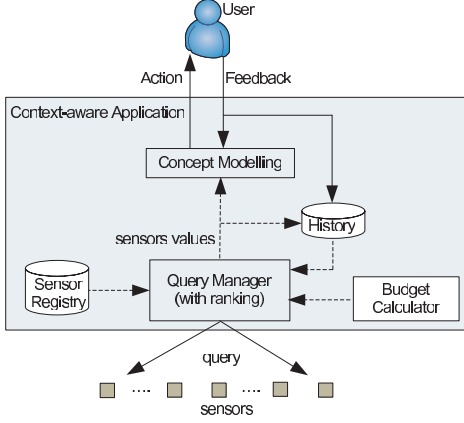 User
Action
Feedback
Context-aware Application
Concept Modelling
sensors values
History
Sensor
Registry
Query Manager
(with ranking)
Budget
Calculator
query
.... ....
sensors